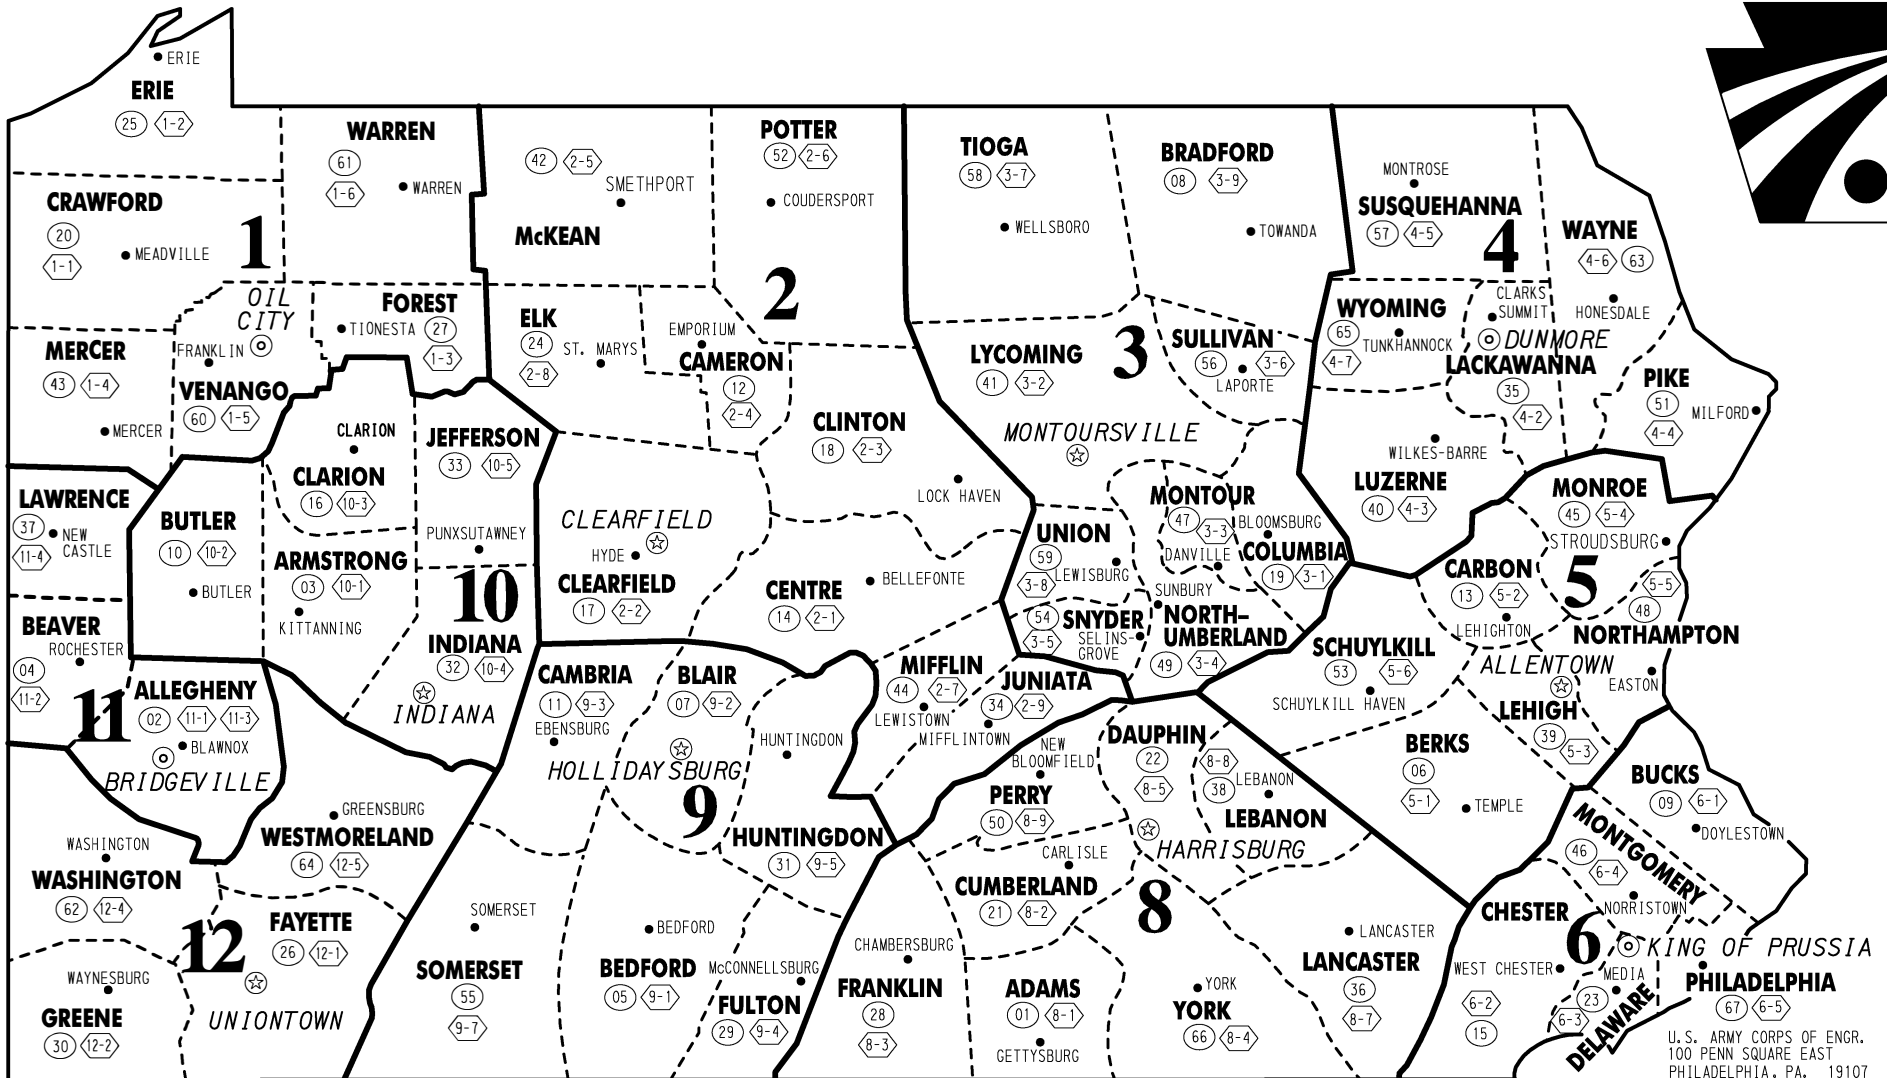 ERIE
ERIE
25 1-2
WARREN
61
1-6
WARREN
CRAWFORD
20
1-1
MEADVILLE
1
OIL
CITY
FOREST
TIONESTA 27
1-3
MERCER
43 1-4
MERCER
FRANKLIN
VENANGO
60 1-5
42 2-5
SMETHPORT
McKEAN
POTTER
52 2-6
COUDERSPORT
2
ELK
24
2-8
ST. MARYS
EMPORIUM
CAMERON
12
2-4
CLINTON
18 2-3
LOCK HAVEN
CLEARFIELD
HYDE
CLEARFIELD
17 2-2
CENTRE
14 2-1
BELLEFONTE
MIFFLIN
44 2-7
LEWISTOWN
JUNIATA
34 2-9
MIFFLINTOWN
TIOGA
58 3-7
WELLSBORO
BRADFORD
08 3-9
TOWANDA
3
LYCOMING
41 3-2
SULLIVAN
56 3-6
LAPORTE
MONTOURSVILLE
MONTOUR
47 3-3
DANVILLE
BLOOMSBURG
COLUMBIA
19 3-1
UNION
59
3-8
LEWISBURG
SNYDER
54
3-5
SELINS-
GROVE
SUNBURY
NORTH-
UMBERLAND
49 3-4
MONTROSE
SUSQUEHANNA
57 4-5
4
WAYNE
4-6 63
HONESDALE
WYOMING
65
4-7
TUNKHANNOCK
CLARKS
SUMMIT
DUNMORE
LACKAWANNA
35
4-2
PIKE
51
4-4
MILFORD
WILKES-BARRE
LUZERNE
40 4-3
MONROE
45 5-4
STROUDSBURG
5
CARBON
13 5-2
LEHIGHTON
5-5
48
NORTHAMPTON
EASTON
ALLENTOWN
SCHUYLKILL
53 5-6
SCHUYLKILL HAVEN
LEHIGH
39
5-3
BERKS
06
5-1
TEMPLE
LAWRENCE
37
11-4
NEW
CASTLE
BEAVER
ROCHESTER
04
11-2
11
ALLEGHENY
02 11-1 11-3
BLAWNOX
BRIDGEVILLE
BUTLER
10 10-2
BUTLER
CLARION
CLARION
16 10-3
JEFFERSON
33 10-5
PUNXSUTAWNEY
ARMSTRONG
03 10-1
KITTANNING
10
INDIANA
32 10-4
INDIANA
CAMBRIA
11 9-3
EBENSBURG
BLAIR
07 9-2
HOLLIDAYSBURG
9
HUNTINGDON
HUNTINGDON
31 9-5
SOMERSET
SOMERSET
55
9-7
BEDFORD
BEDFORD
05 9-1
McCONNELLSBURG
FULTON
29 9-4
GREENSBURG
WESTMORELAND
64 12-5
WASHINGTON
WASHINGTON
62 12-4
12
FAYETTE
26 12-1
UNIONTOWN
WAYNESBURG
GREENE
30 12-2
NEW
BLOOMFIELD
PERRY
50 8-9
DAUPHIN
22
8-5
8-8
38
LEBANON
LEBANON
HARRISBURG
CARLISLE
CUMBERLAND
21 8-2
8
CHAMBERSBURG
FRANKLIN
28
8-3
ADAMS
01 8-1
GETTYSBURG
YORK
YORK
66 8-4
LANCASTER
LANCASTER
36
8-7
BUCKS
09 6-1
DOYLESTOWN
MONTGOMERY
46
6-4
NORRISTOWN
CHESTER
6
KING OF PRUSSIA
WEST CHESTER
6-2
15
MEDIA
23
6-3
DELAWARE
PHILADELPHIA
67 6-5
U.S. ARMY CORPS OF ENGR.
100 PENN SQUARE EAST
PHILADELPHIA, PA. 19107